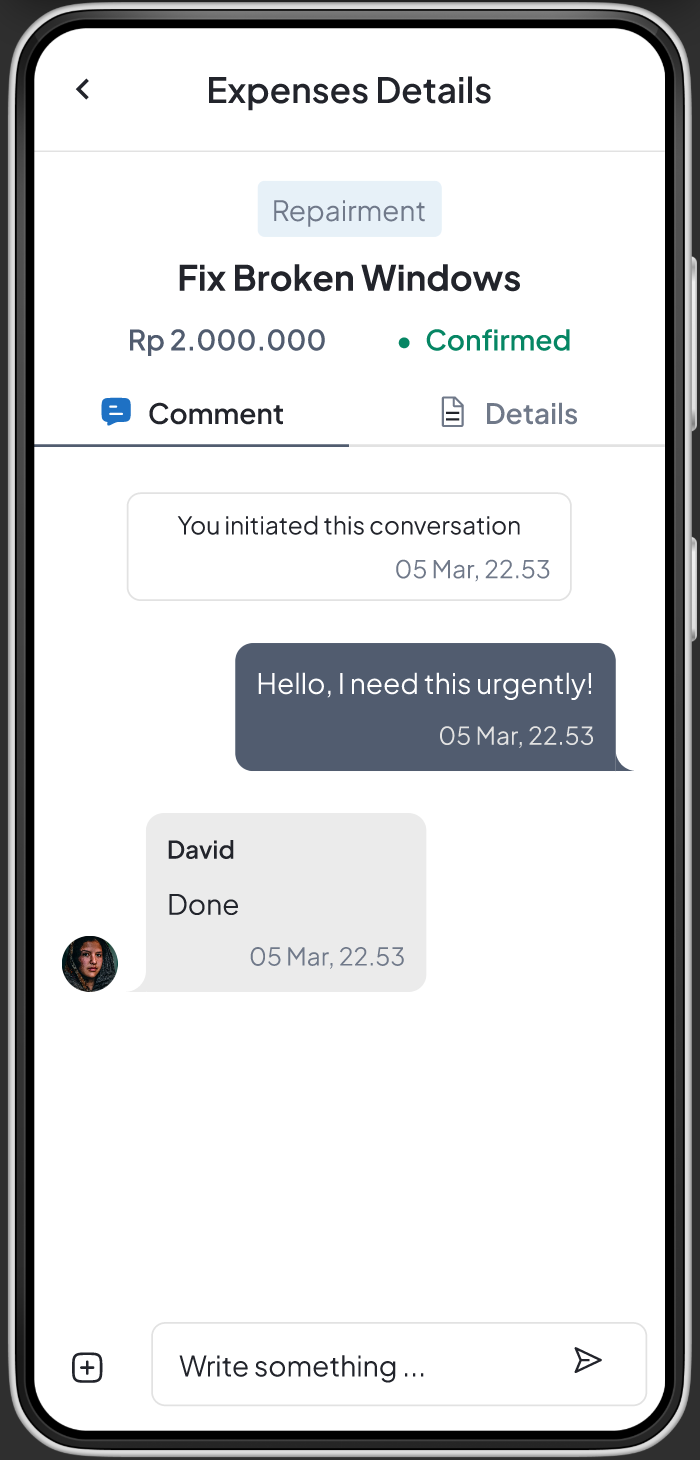 Expenses Details
Repairment
Fix Broken Windows
Rp 2.000.000
Confirmed
Comment
Details
You initiated this conversation
05 Mar, 22.53
Hello, I need this urgently!
05 Mar, 22.53
David
Done
05 Mar, 22.53
Write something ...